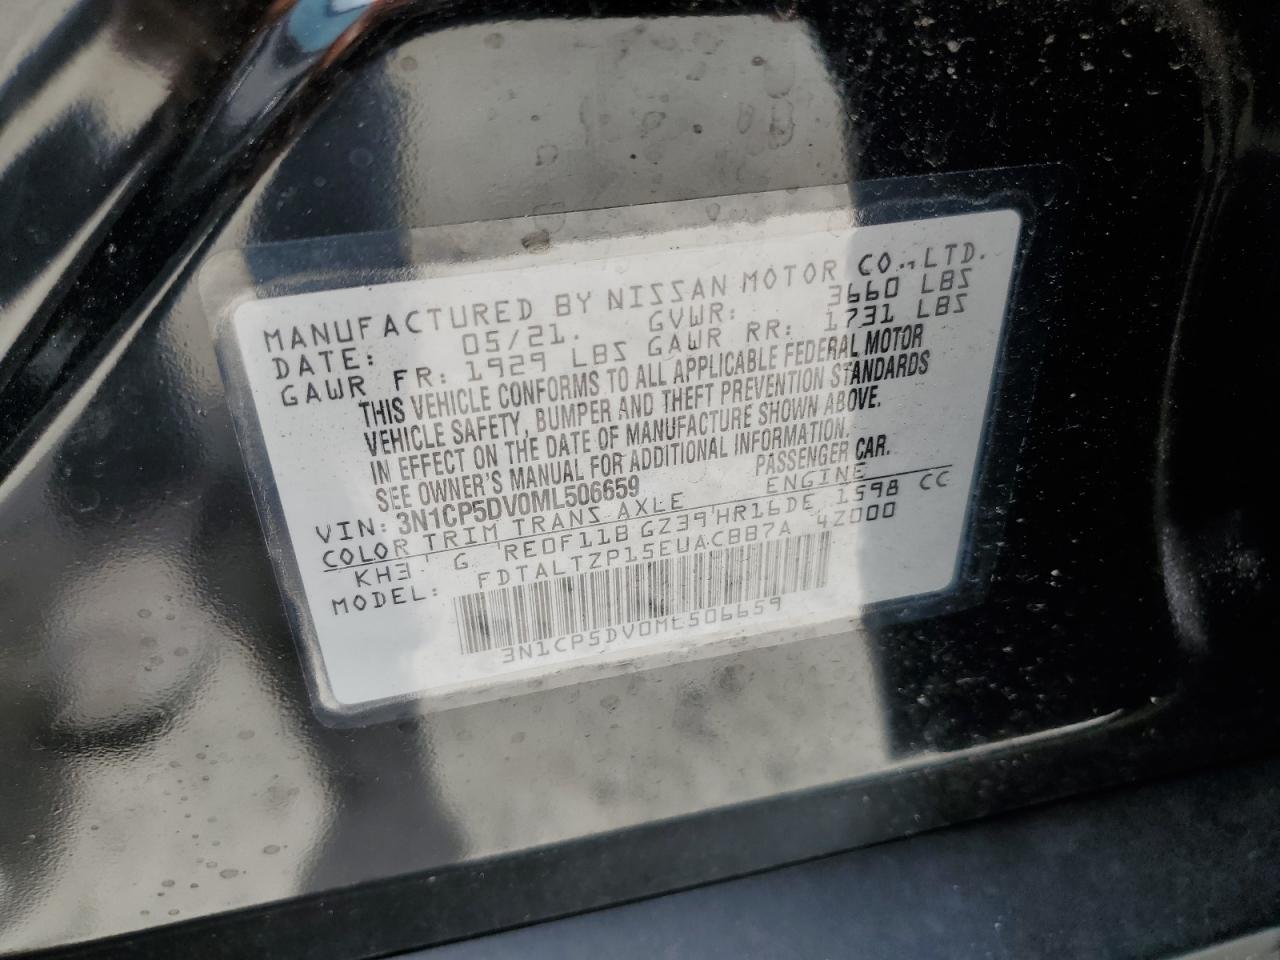 MANUFACTURED BY NISSAN MOTOR CO., LTD.
DATE: 05/21. GVWR: 3660 LBS
GAWR FR: 1929 LBS GAWR RR: 1731 LBS
THIS VEHICLE CONFORMS TO ALL APPLICABLE FEDERAL MOTOR
VEHICLE SAFETY, BUMPER AND THEFT PREVENTION STANDARDS
IN EFFECT ON THE DATE OF MANUFACTURE SHOWN ABOVE.
SEE OWNER'S MANUAL FOR ADDITIONAL INFORMATION.
VIN: 3N1CP5DV0ML506659 PASSENGER CAR.
COLOR TRIM TRANS AXLE ENGINE
KH3 G RE0F11B GZ39 HR16DE 1598 CC
MODEL: FDTALTZP15EUACBB7A 4Z000
3N1CP5DV0ML506659